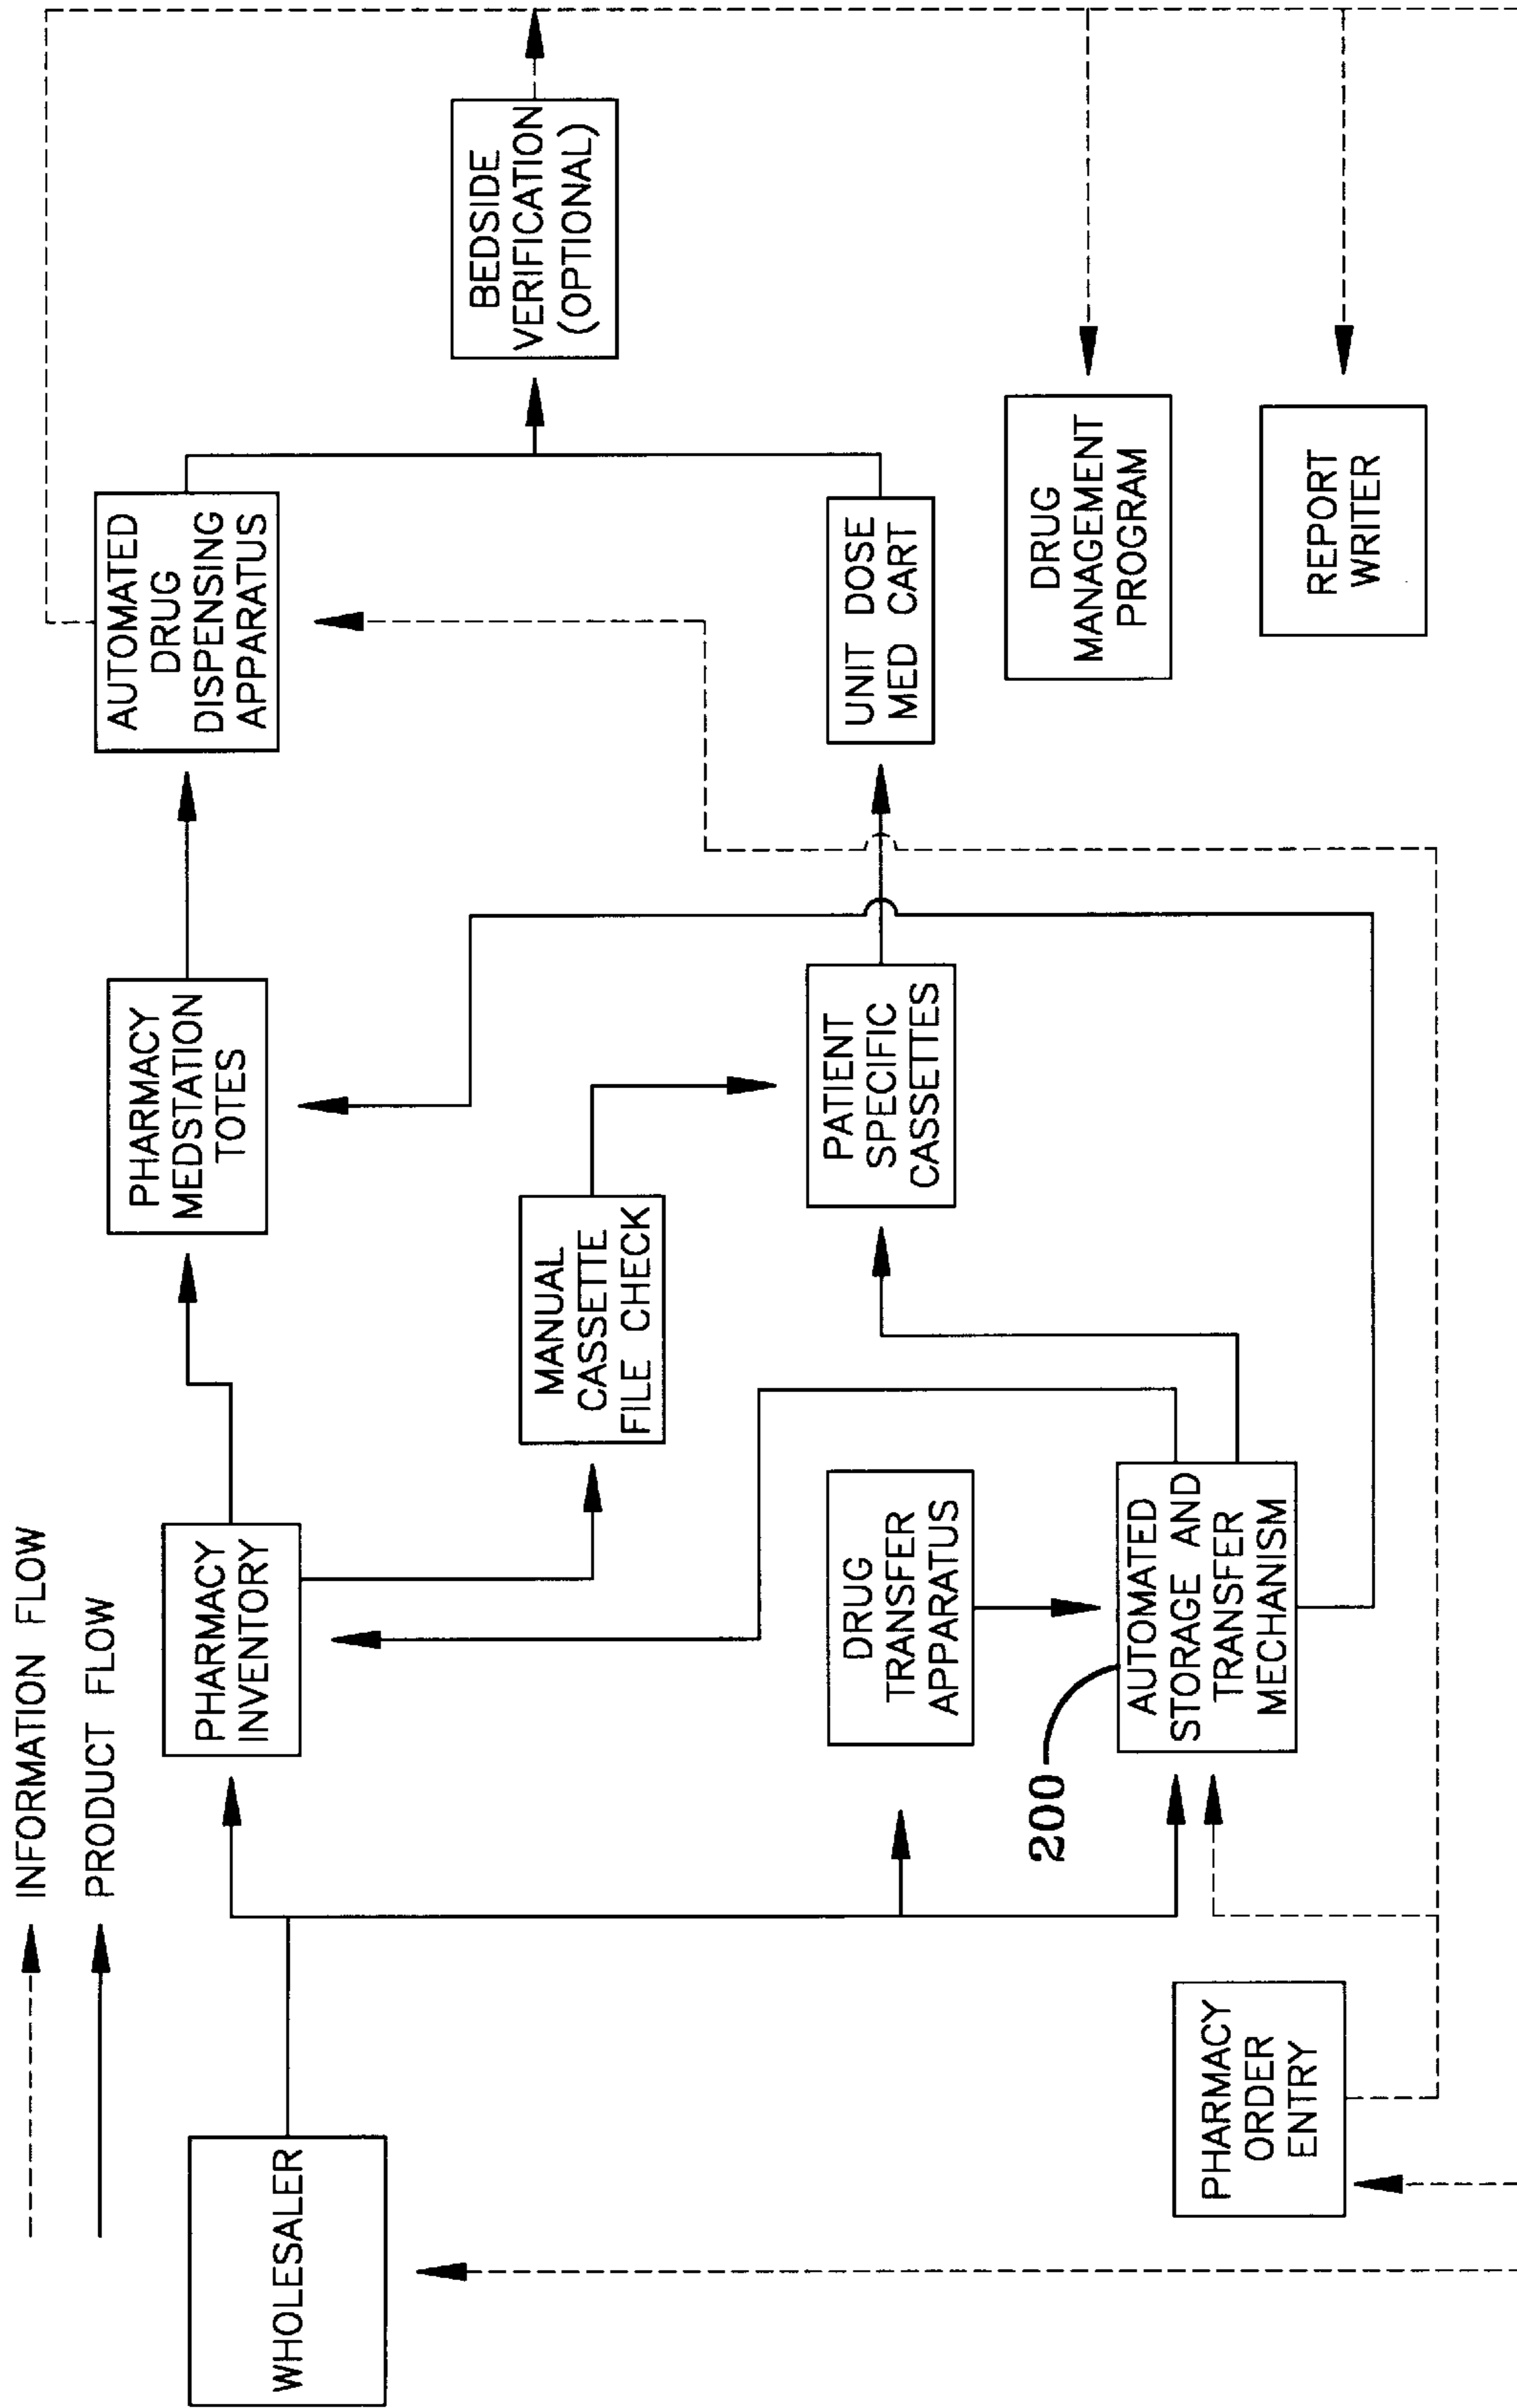 INFORMATION FLOW
PRODUCT FLOW
WHOLESALER
PHARMACY
INVENTORY
PHARMACY
MEDSTATION
TOTES
AUTOMATED
DRUG
DISPENSING
APPARATUS
MANUAL
CASSETTE
FILE CHECK
BEDSIDE
VERIFICATION
(OPTIONAL)
DRUG
TRANSFER
APPARATUS
PATIENT
SPECIFIC
CASSETTES
UNIT DOSE
MED CART
200
AUTOMATED
STORAGE AND
TRANSFER
MECHANISM
PHARMACY
ORDER
ENTRY
DRUG
MANAGEMENT
PROGRAM
REPORT
WRITER